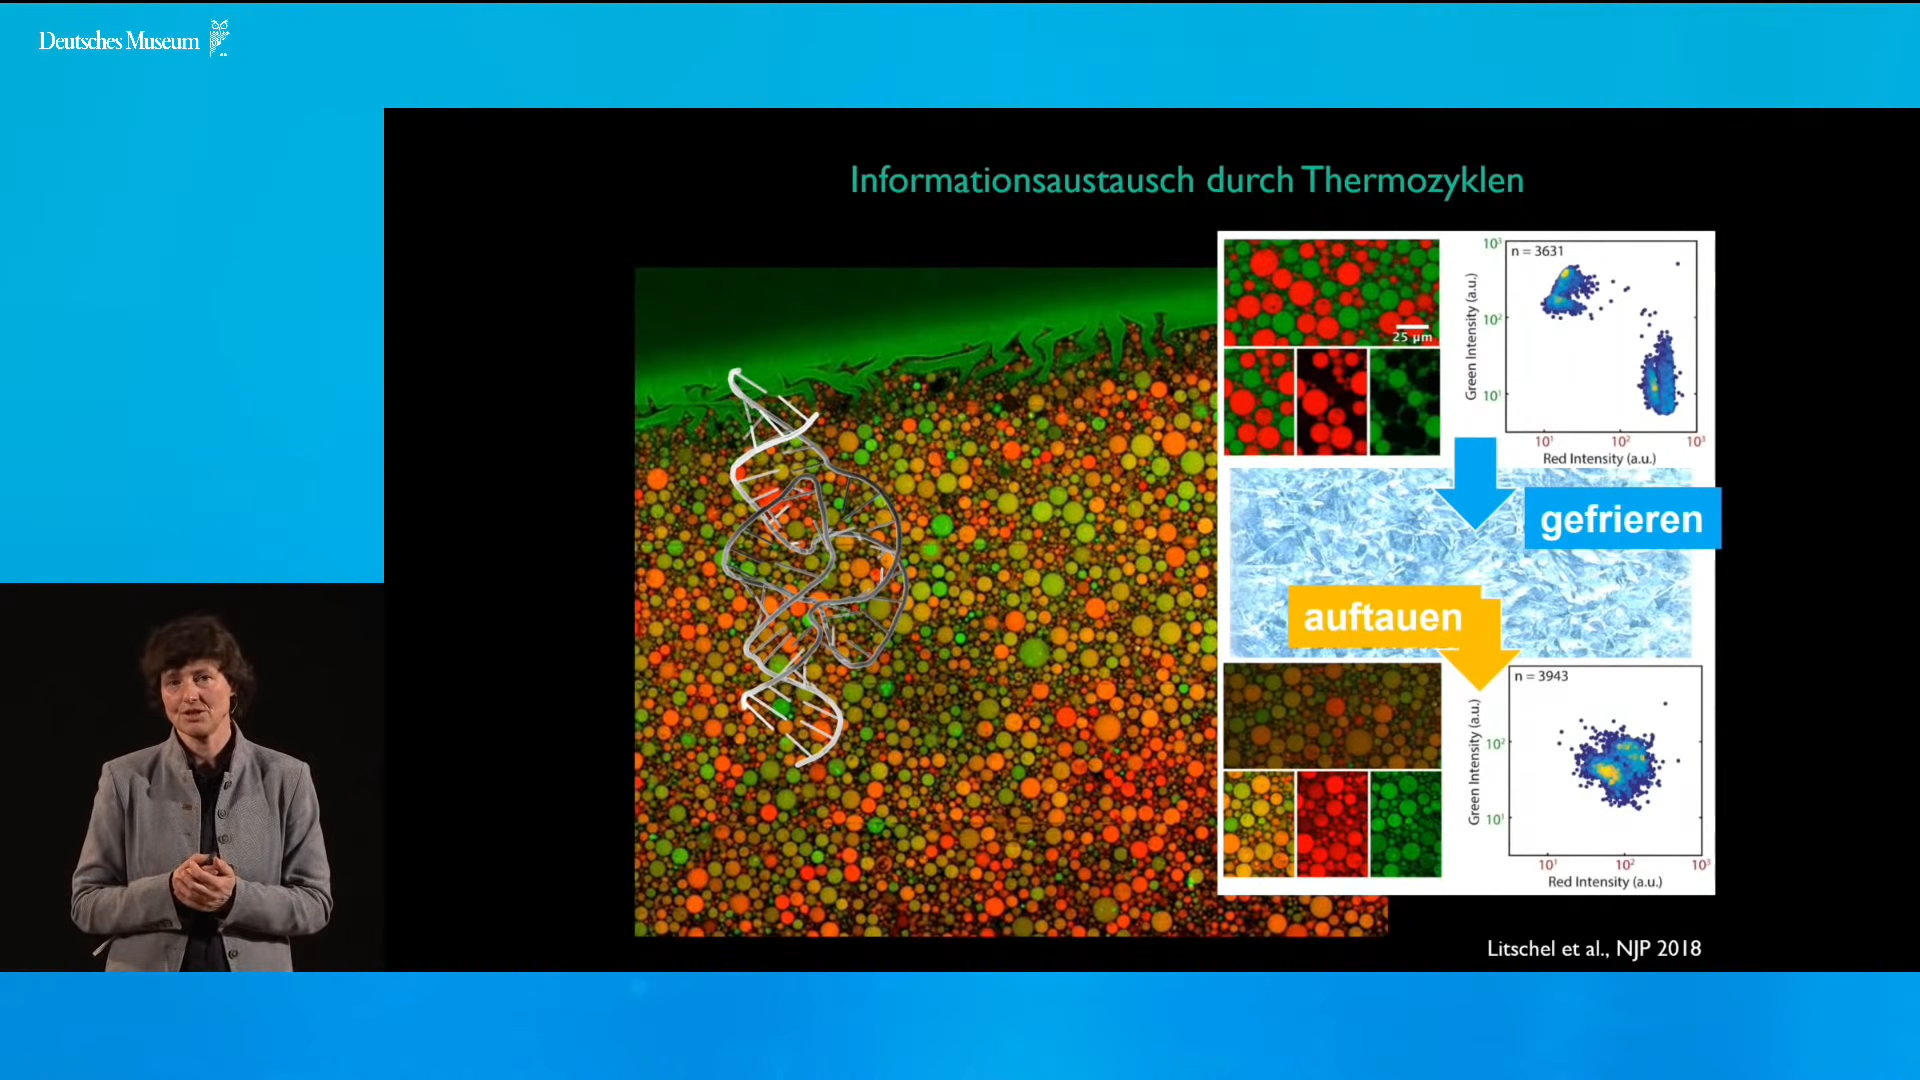 Deutsches Museum
Informationsaustausch durch Thermozyklen
25 µm
n = 3631
Green Intensity (a.u.)
10³
10²
10¹
10¹ 10² 10³
Red Intensity (a.u.)
gefrieren
auftauen
n = 3943
Green Intensity (a.u.)
10²
10¹
10¹ 10² 10³
Red Intensity (a.u.)
Litschel et al., NJP 2018